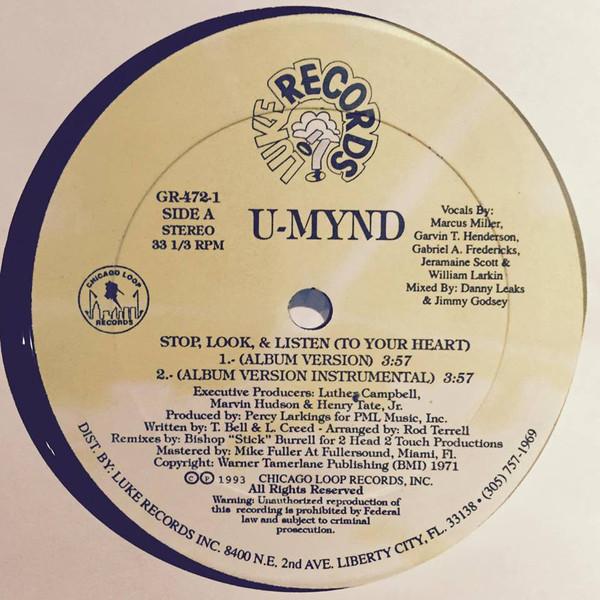 LUKE RECORDS
GR-472-1
SIDE A
STEREO
33 1/3 RPM
U-MYND
Vocals By:
Marcus Miller,
Garvin T. Henderson,
Gabriel A. Fredericks,
Jeramaine Scott &
William Larkin
Mixed By: Danny Leaks
& Jimmy Godsey
CHICAGO LOOP
RECORDS
STOP, LOOK, & LISTEN (TO YOUR HEART)
1.- (ALBUM VERSION) 3:57
2.- (ALBUM VERSION INSTRUMENTAL) 3:57
Executive Producers: Luther Campbell,
Marvin Hudson & Henry Tate, Jr.
Produced by: Percy Larkings for PML Music, Inc.
Written by: T. Bell & L. Creed - Arranged by: Rod Terrell
Remixes by: Bishop "Stick" Burrell for 2 Head 2 Touch Productions
Mastered by: Mike Fuller At Fullersound, Miami, Fl.
Copyright: Warner Tamerlane Publishing (BMI) 1971
© ℗ 1993 CHICAGO LOOP RECORDS, INC.
All Rights Reserved
Warning: Unauthorized reproduction of
this recording is prohibited by Federal
law and subject to criminal
prosecution.
DIST. BY: LUKE RECORDS INC. 8400 N.E. 2nd AVE. LIBERTY CITY, FL. 33138 • (305) 757-1969